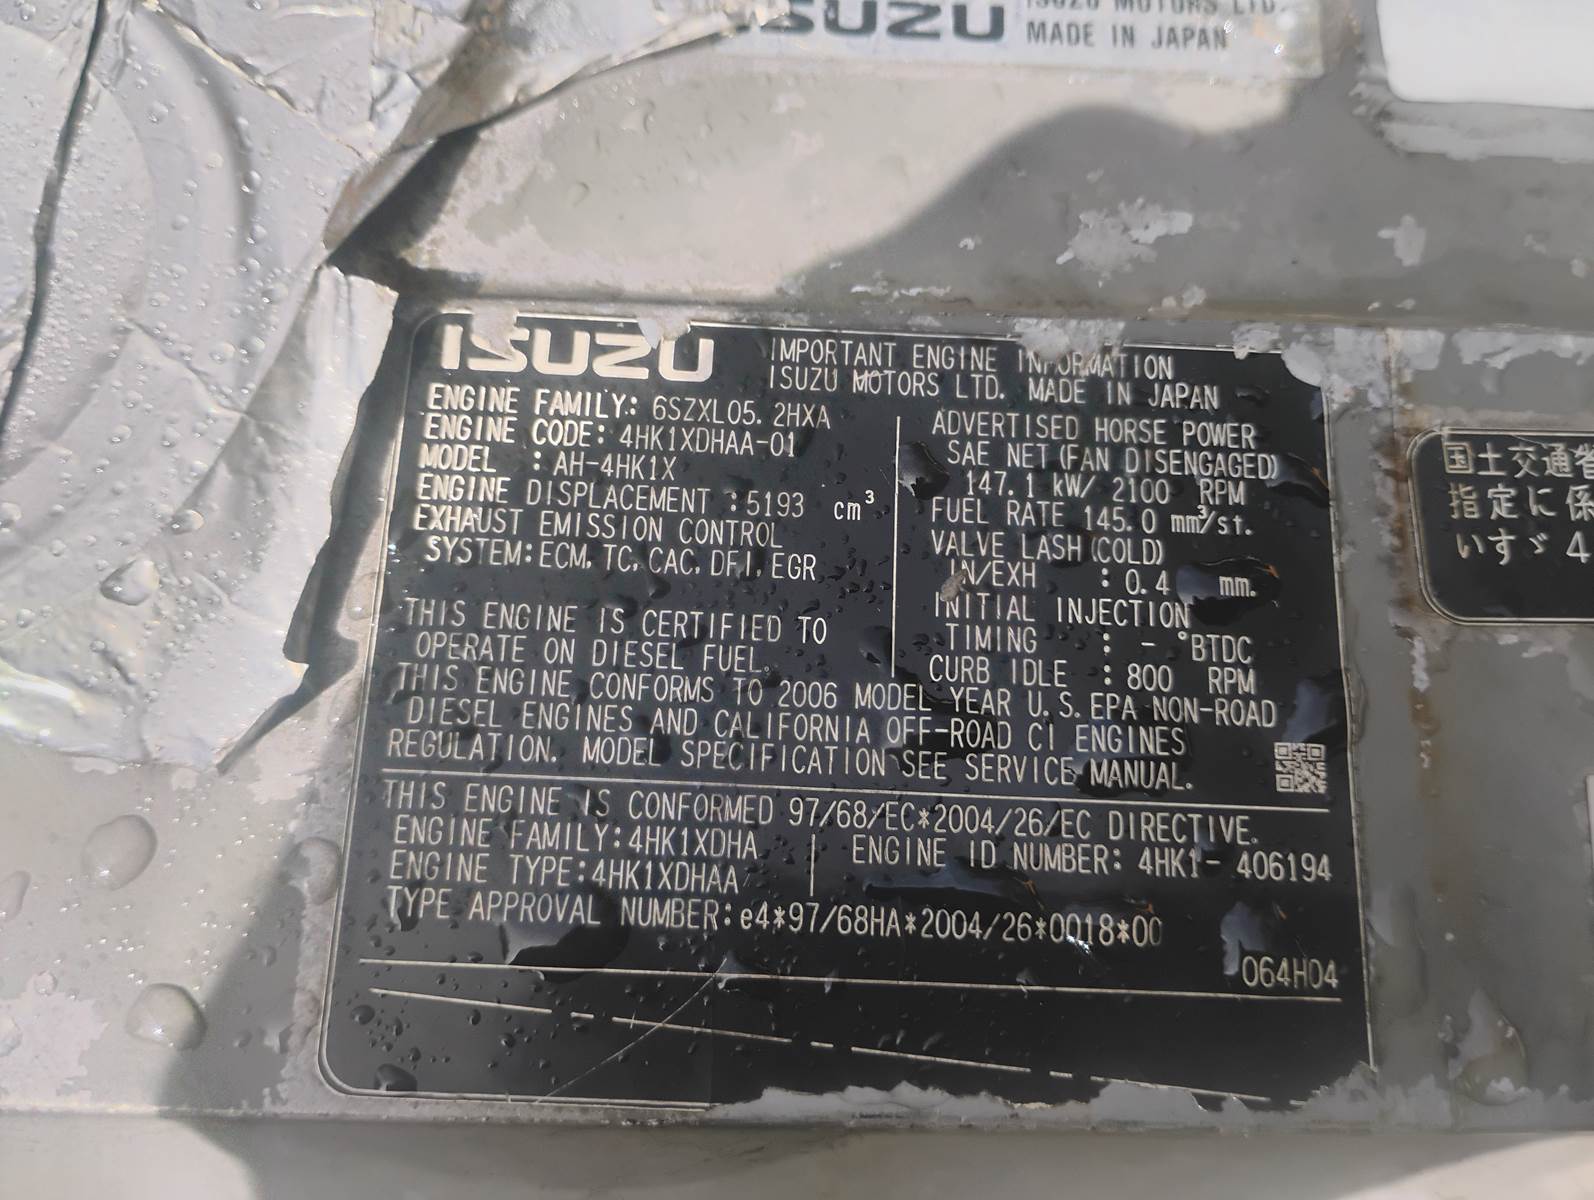 ISUZU
ISUZU MOTORS LTD.
MADE IN JAPAN
ISUZU
IMPORTANT ENGINE INFORMATION
ISUZU MOTORS LTD. MADE IN JAPAN
ENGINE FAMILY: 6SZXL05. 2HXA
ENGINE CODE: 4HK1XDHAA-01
MODEL : AH-4HK1X
ENGINE DISPLACEMENT : 5193 cm³
EXHAUST EMISSION CONTROL
SYSTEM: ECM, TC, CAC, DFI, EGR
THIS ENGINE IS CERTIFIED TO
OPERATE ON DIESEL FUEL.
ADVERTISED HORSE POWER
SAE NET (FAN DISENGAGED)
147.1 kW/ 2100 RPM
FUEL RATE 145.0 mm³/st.
VALVE LASH (COLD)
IN/EXH : 0.4 mm.
INITIAL INJECTION
TIMING : - °BTDC
CURB IDLE : 800 RPM
THIS ENGINE CONFORMS TO 2006 MODEL YEAR U.S. EPA NON-ROAD
DIESEL ENGINES AND CALIFORNIA OFF-ROAD CI ENGINES
REGULATION. MODEL SPECIFICATION SEE SERVICE MANUAL.
THIS ENGINE IS CONFORMED 97/68/EC*2004/26/EC DIRECTIVE.
ENGINE FAMILY: 4HK1XDHA
ENGINE ID NUMBER: 4HK1- 406194
ENGINE TYPE: 4HK1XDHAA
TYPE APPROVAL NUMBER: e4*97/68HA*2004/26*0018*00
064H04
国土交通省
指定に係
いすゞ 4